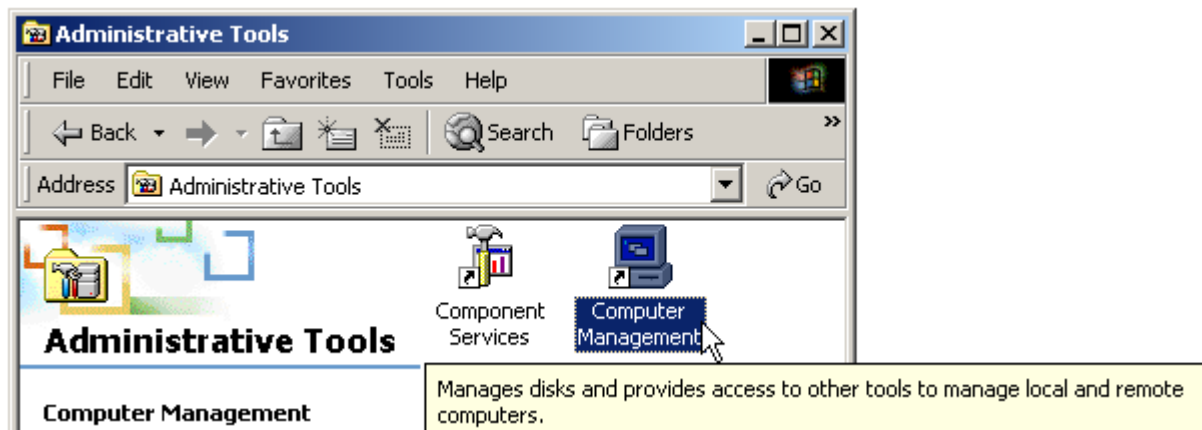 Administrative Tools
File Edit View Favorites Tools Help
Back Search Folders »
Address Administrative Tools Go
Component
Services
Computer
Management
Administrative Tools
Computer Management
Manages disks and provides access to other tools to manage local and remote
computers.